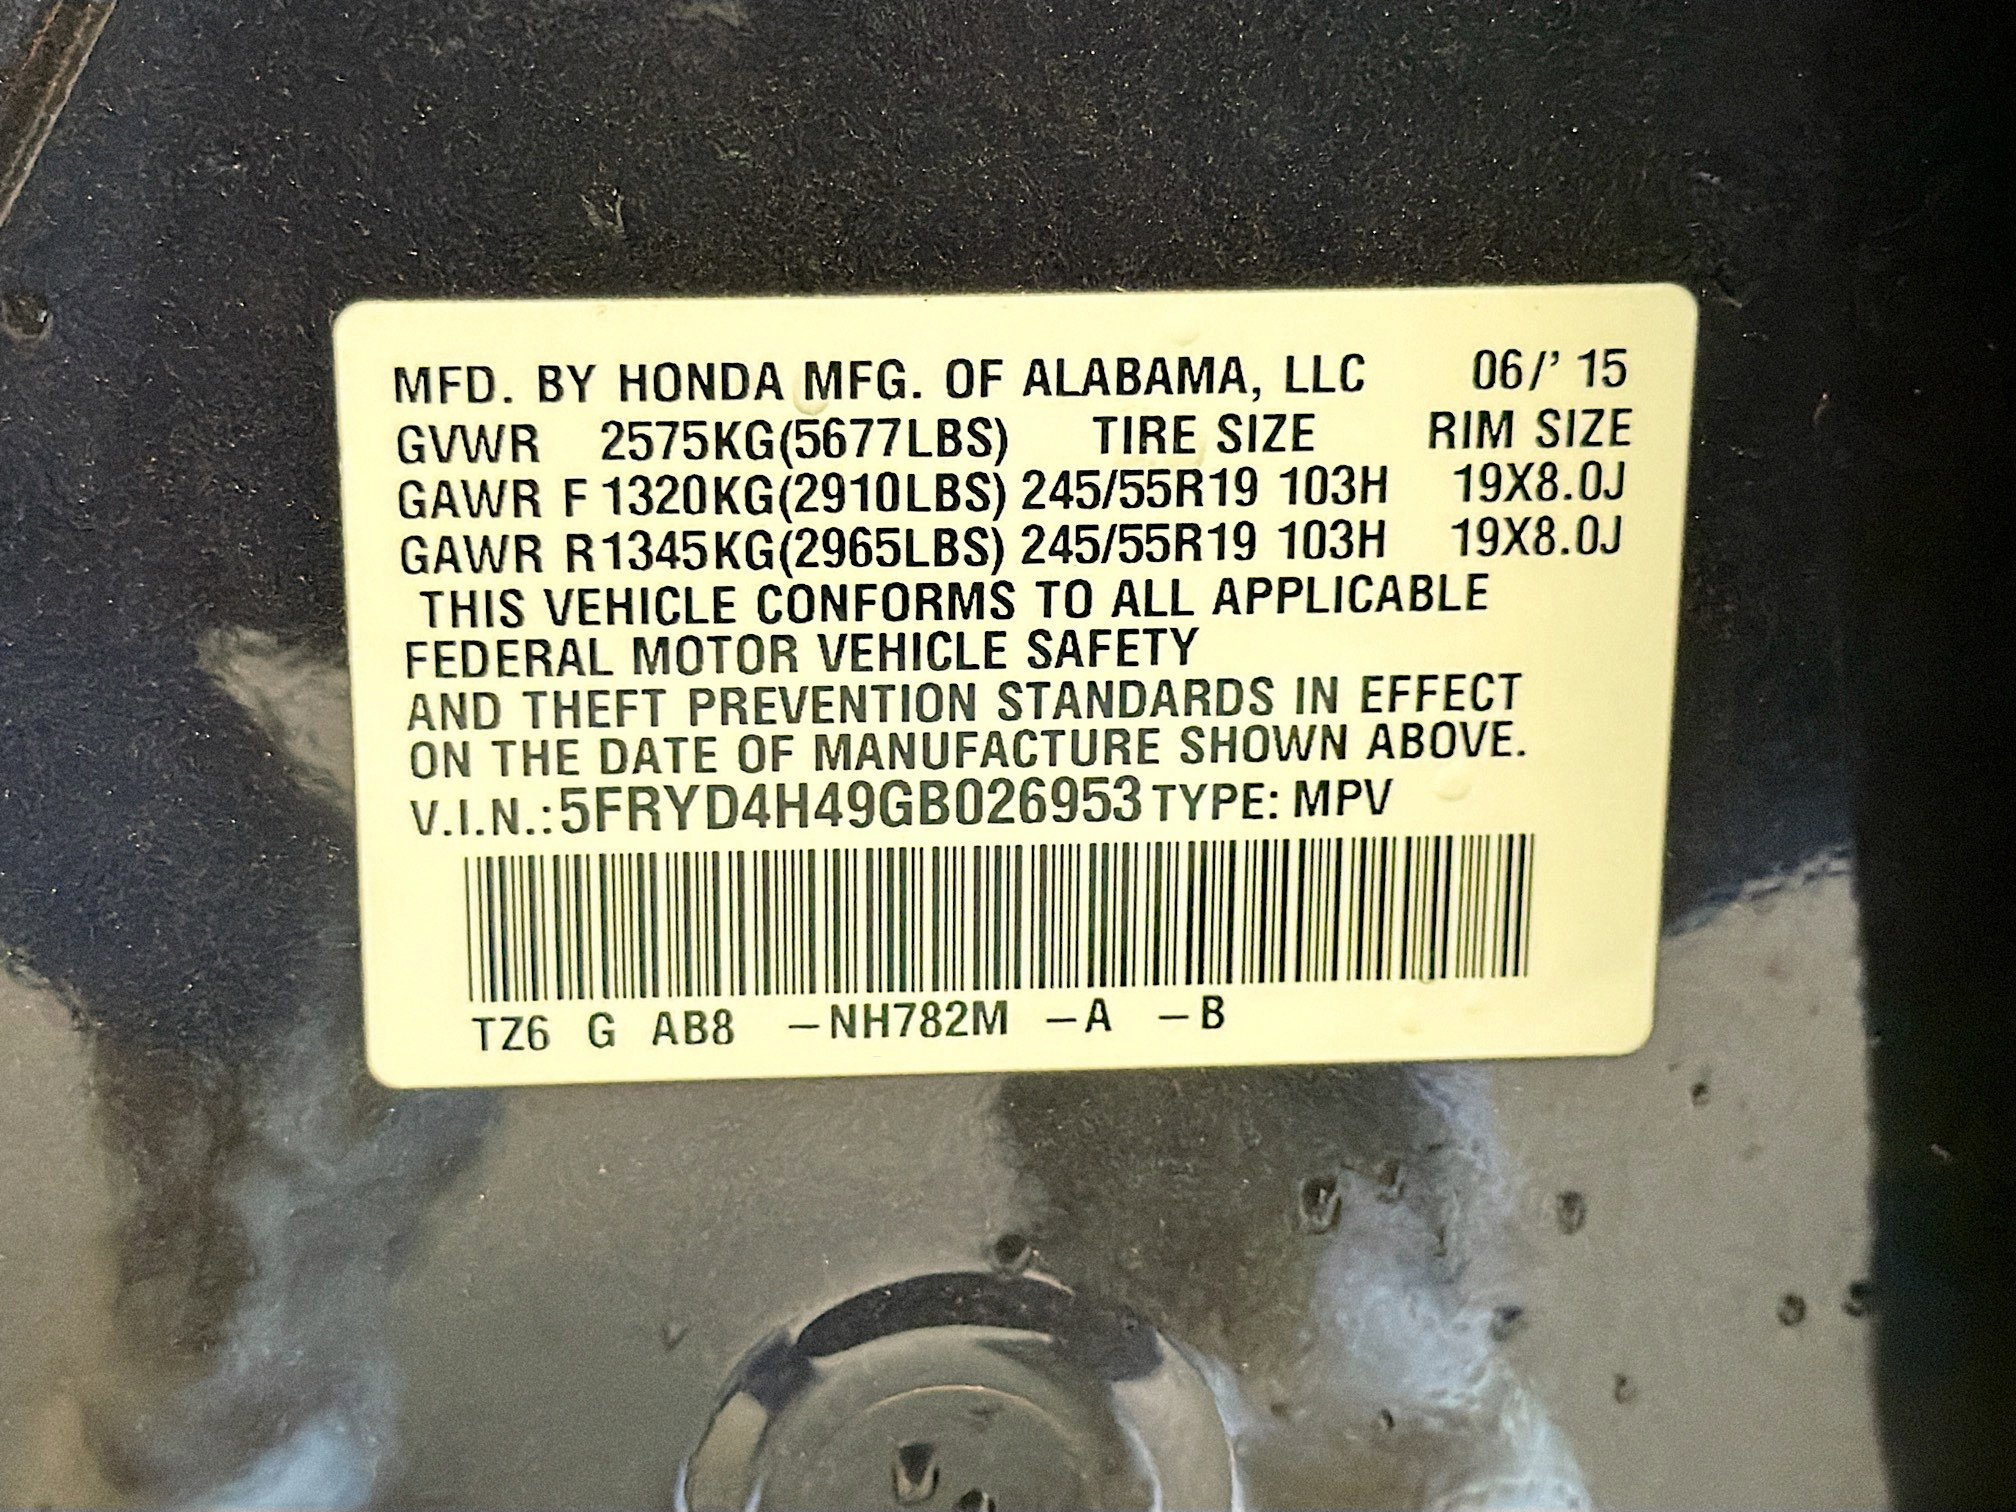 MFD. BY HONDA MFG. OF ALABAMA, LLC 06/' 15
GVWR 2575KG(5677LBS) TIRE SIZE RIM SIZE
GAWR F 1320KG(2910LBS) 245/55R19 103H 19X8.0J
GAWR R 1345KG(2965LBS) 245/55R19 103H 19X8.0J
THIS VEHICLE CONFORMS TO ALL APPLICABLE
FEDERAL MOTOR VEHICLE SAFETY
AND THEFT PREVENTION STANDARDS IN EFFECT
ON THE DATE OF MANUFACTURE SHOWN ABOVE.
V.I.N.:5FRYD4H49GB026953 TYPE: MPV
TZ6 G AB8 –NH782M –A –B